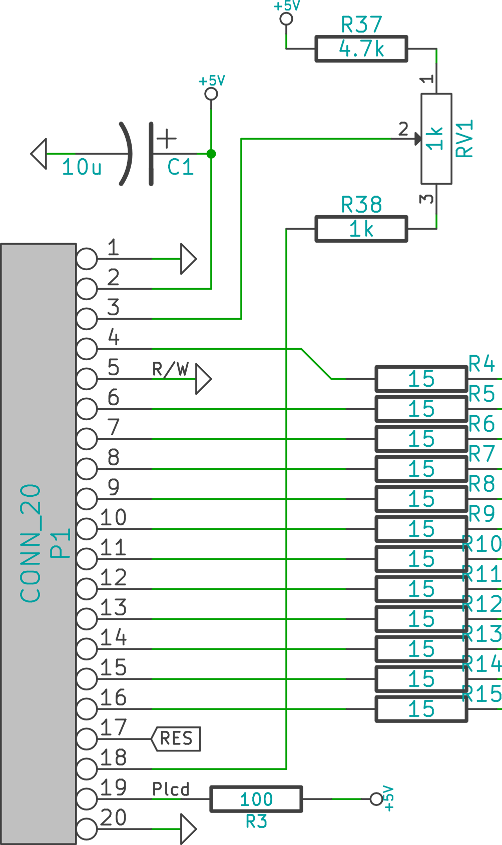 +5V
R37
4.7k
+5V
1
2
1k
RV1
10u
+
C1
3
R38
1k
1
2
3
4
R4
5
R/W
15
R5
6
15
R6
7
15
R7
8
15
R8
9
15
R9
10
15
R10
11
15
R11
12
15
R12
13
15
R13
14
15
R14
15
15
R15
16
15
17
RES
18
19
Plcd
100
+5V
R3
20
CONN_20
P1